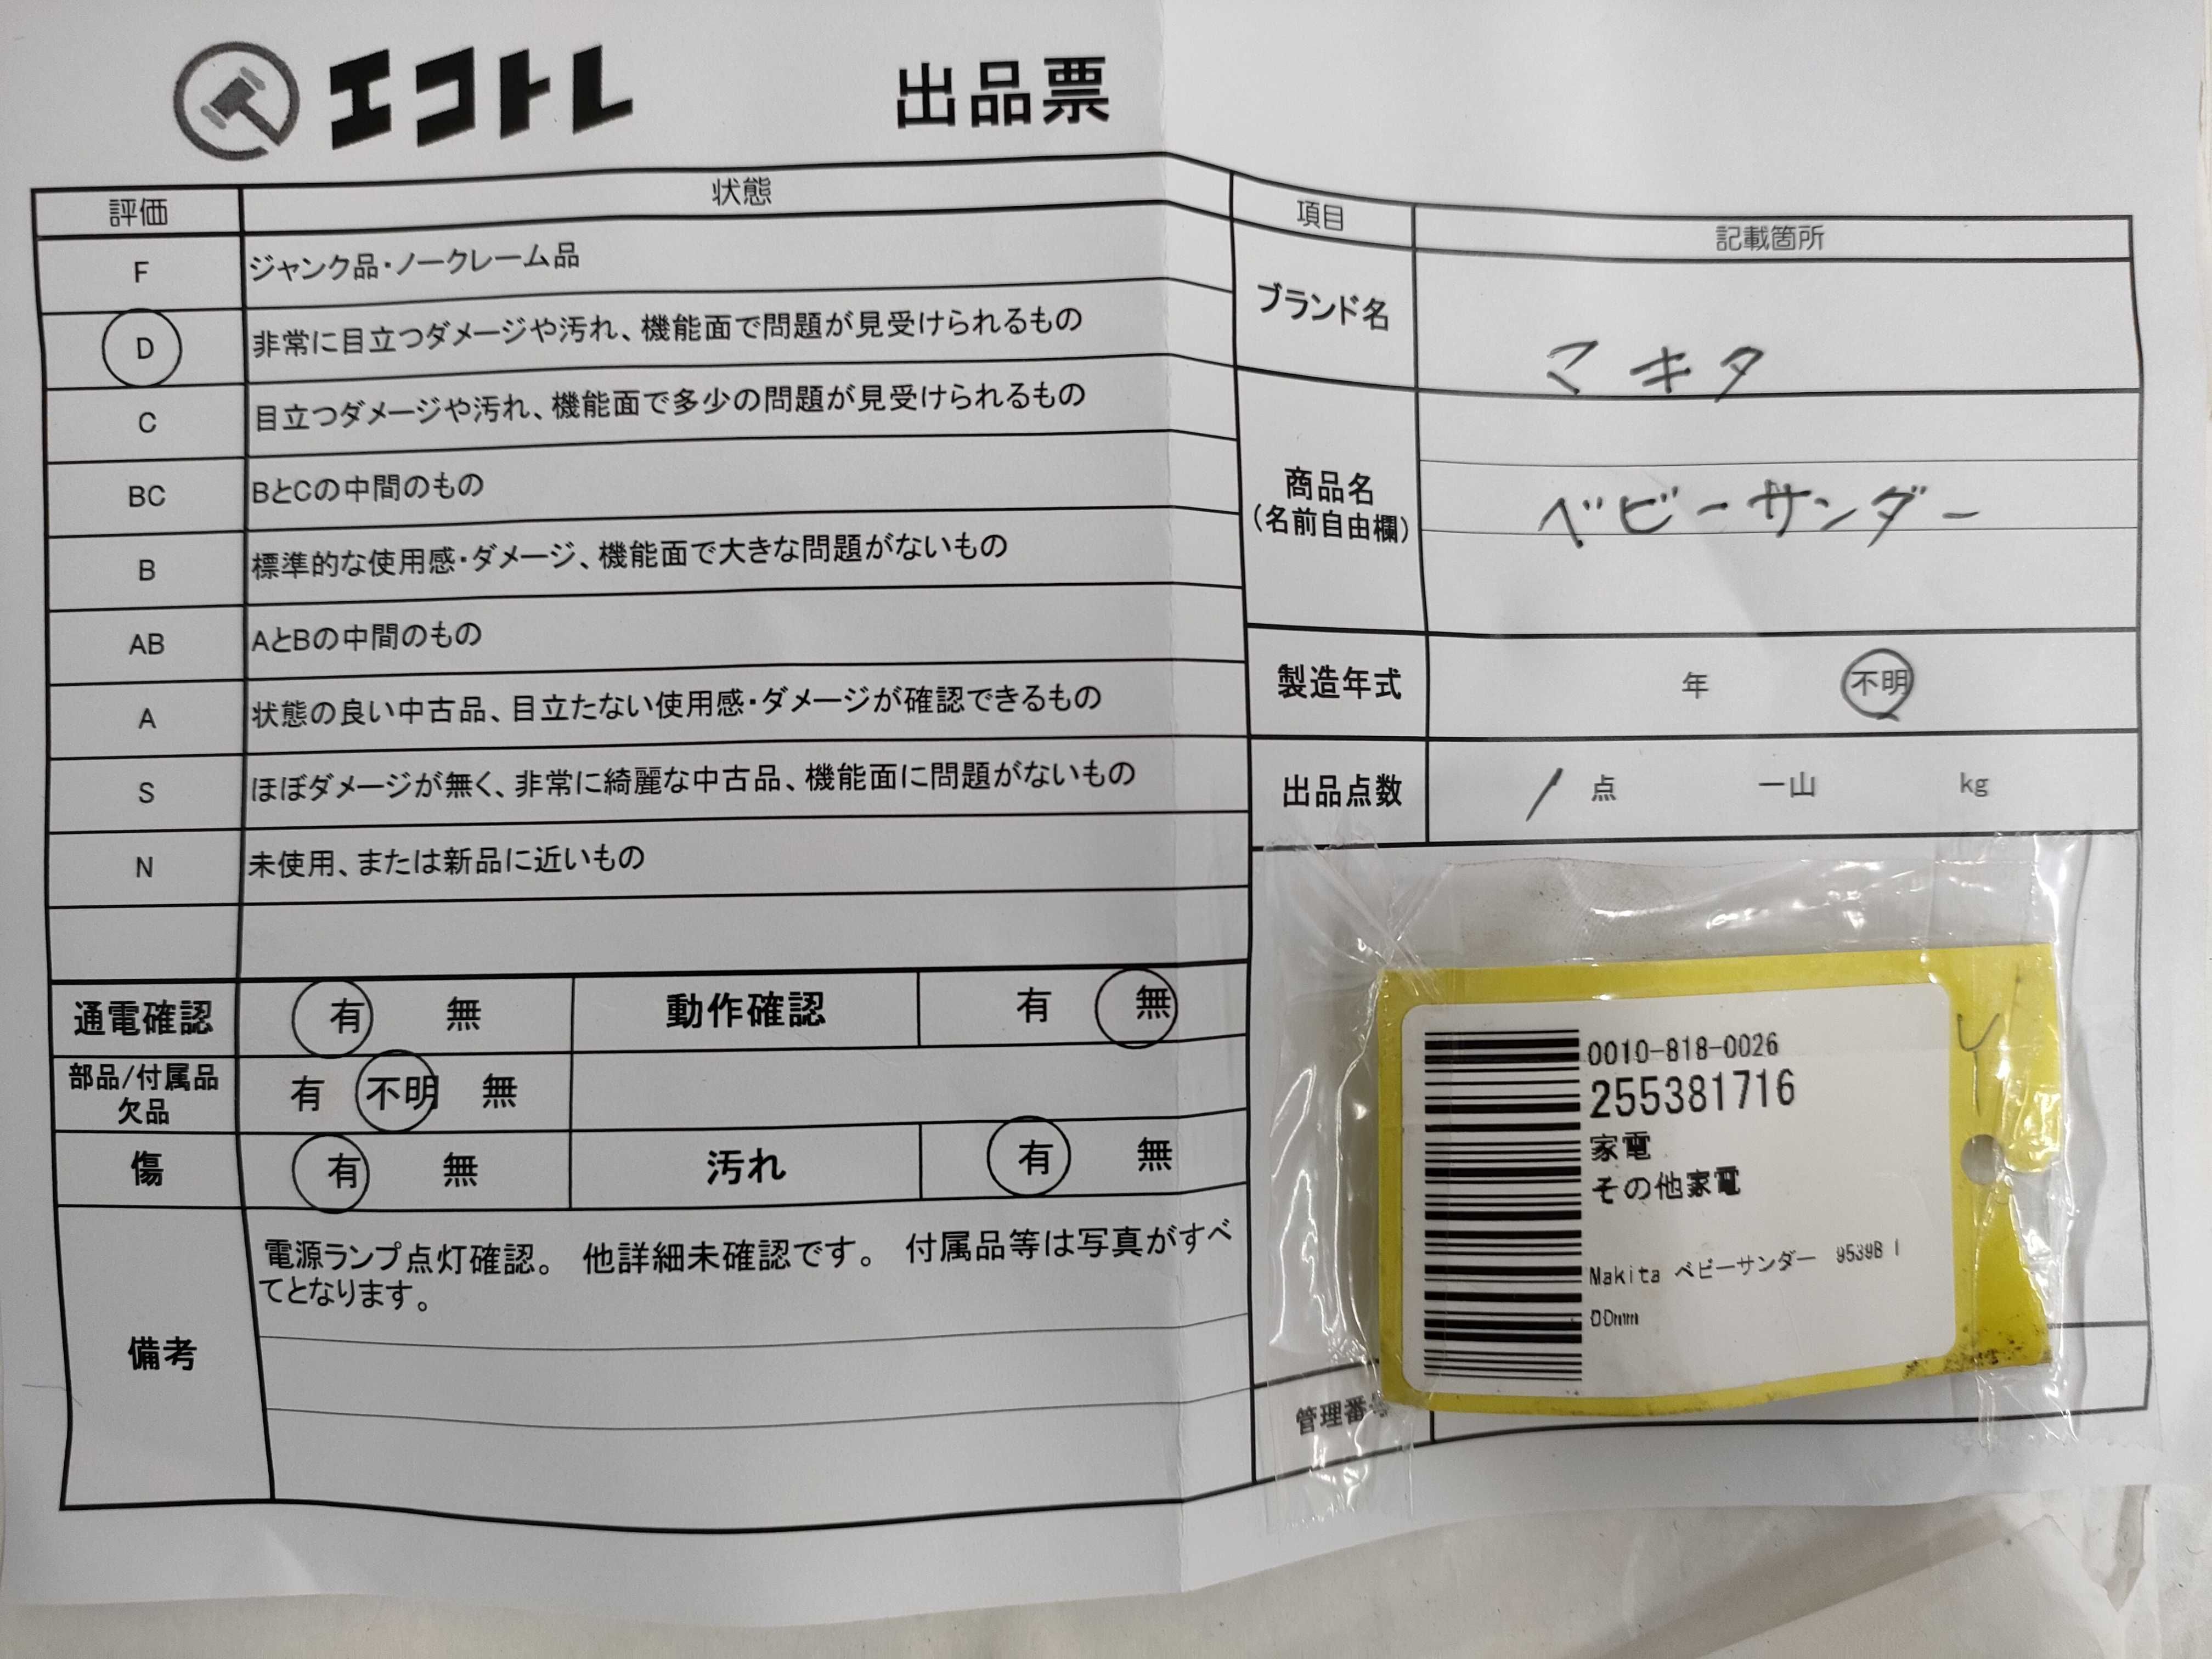 エコトレ
出品票
評価 状態
F ジャンク品・ノークレーム品
D 非常に目立つダメージや汚れ、機能面で問題が見受けられるもの
C 目立つダメージや汚れ、機能面で多少の問題が見受けられるもの
BC BとCの中間のもの
B 標準的な使用感・ダメージ、機能面で大きな問題がないもの
AB AとBの中間のもの
A 状態の良い中古品、目立たない使用感・ダメージが確認できるもの
S ほぼダメージが無く、非常に綺麗な中古品、機能面に問題がないもの
N 未使用、または新品に近いもの
通電確認 有 無 動作確認 有 無
部品/付属品
欠品
有 不明 無
傷 有 無 汚れ 有 無
備考
電源ランプ点灯確認。 他詳細未確認です。 付属品等は写真がすべ
てとなります。
項目 記載箇所
ブランド名 マキタ
商品名
(名前自由欄)
ベビーサンダー
製造年式 年 不明
出品点数 1 点 一山 kg
0010-818-0026
255381716
家電
その他家電
Makita ベビーサンダー 9539B 1
00mm
管理番号